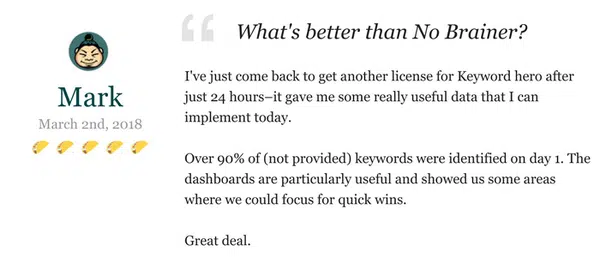 What's better than No Brainer?
Mark
March 2nd, 2018
I've just come back to get another license for Keyword hero after
just 24 hours–it gave me some really useful data that I can
implement today.
Over 90% of (not provided) keywords were identified on day 1. The
dashboards are particularly useful and showed us some areas
where we could focus for quick wins.
Great deal.